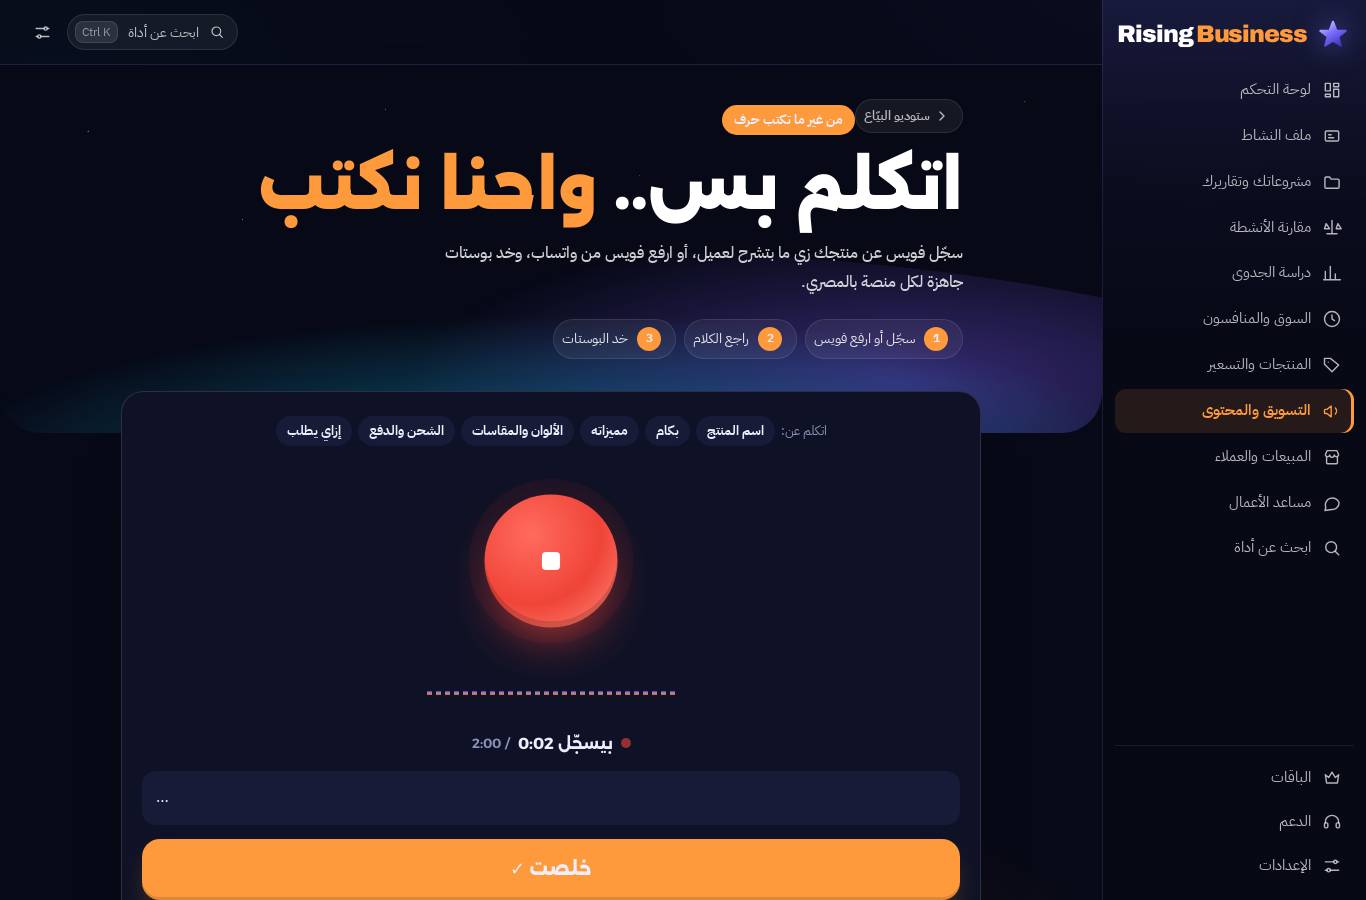 Rising Business
لوحة التحكم
ملف النشاط
مشروعاتك وتقاريرك
مقارنة الأنشطة
دراسة الجدوى
السوق والمنافسون
المنتجات والتسعير
التسويق والمحتوى
المبيعات والعملاء
مساعد الأعمال
ابحث عن أداة
الباقات
الدعم
الإعدادات
ابحث عن أداة Ctrl K
ستوديو البيّاع
من غير ما تكتب حرف
اتكلم بس.. واحنا نكتب
سجّل فويس عن منتجك زي ما بتشرح لعميل، أو ارفع فويس من واتساب، وخد بوستات
جاهزة لكل منصة بالمصري.
1 سجّل أو ارفع فويس
2 راجع الكلام
3 خد البوستات
اتكلم عن: اسم المنتج بكام مميزاته الألوان والمقاسات الشحن والدفع إزاي يطلب
بيسجّل 0:02 / 2:00
...
خلصت ✓